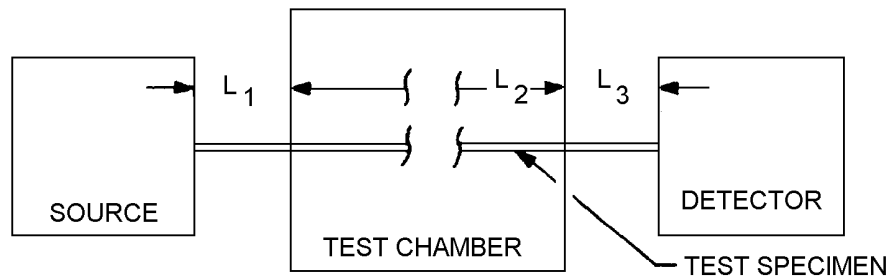 L1
L2
L3
SOURCE
TEST CHAMBER
DETECTOR
TEST SPECIMEN